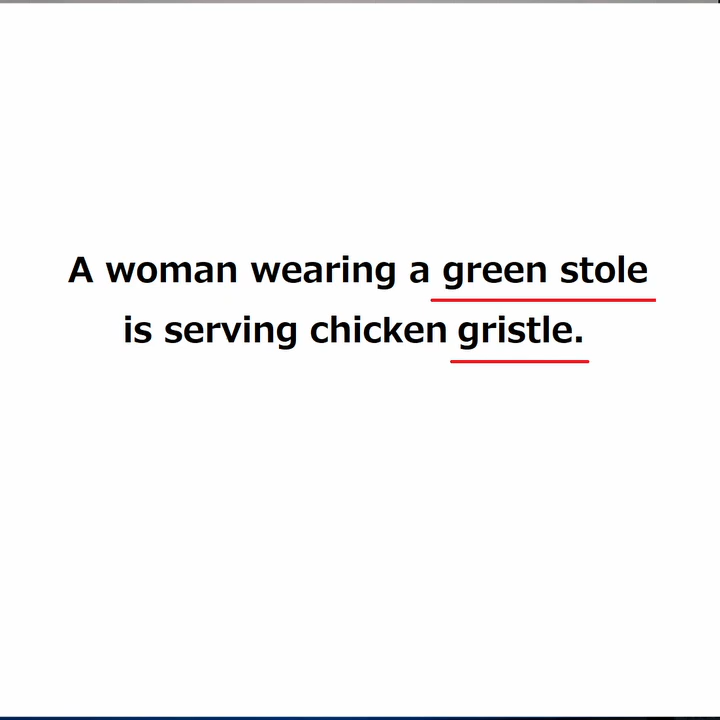 A woman wearing a green stole
is serving chicken gristle.